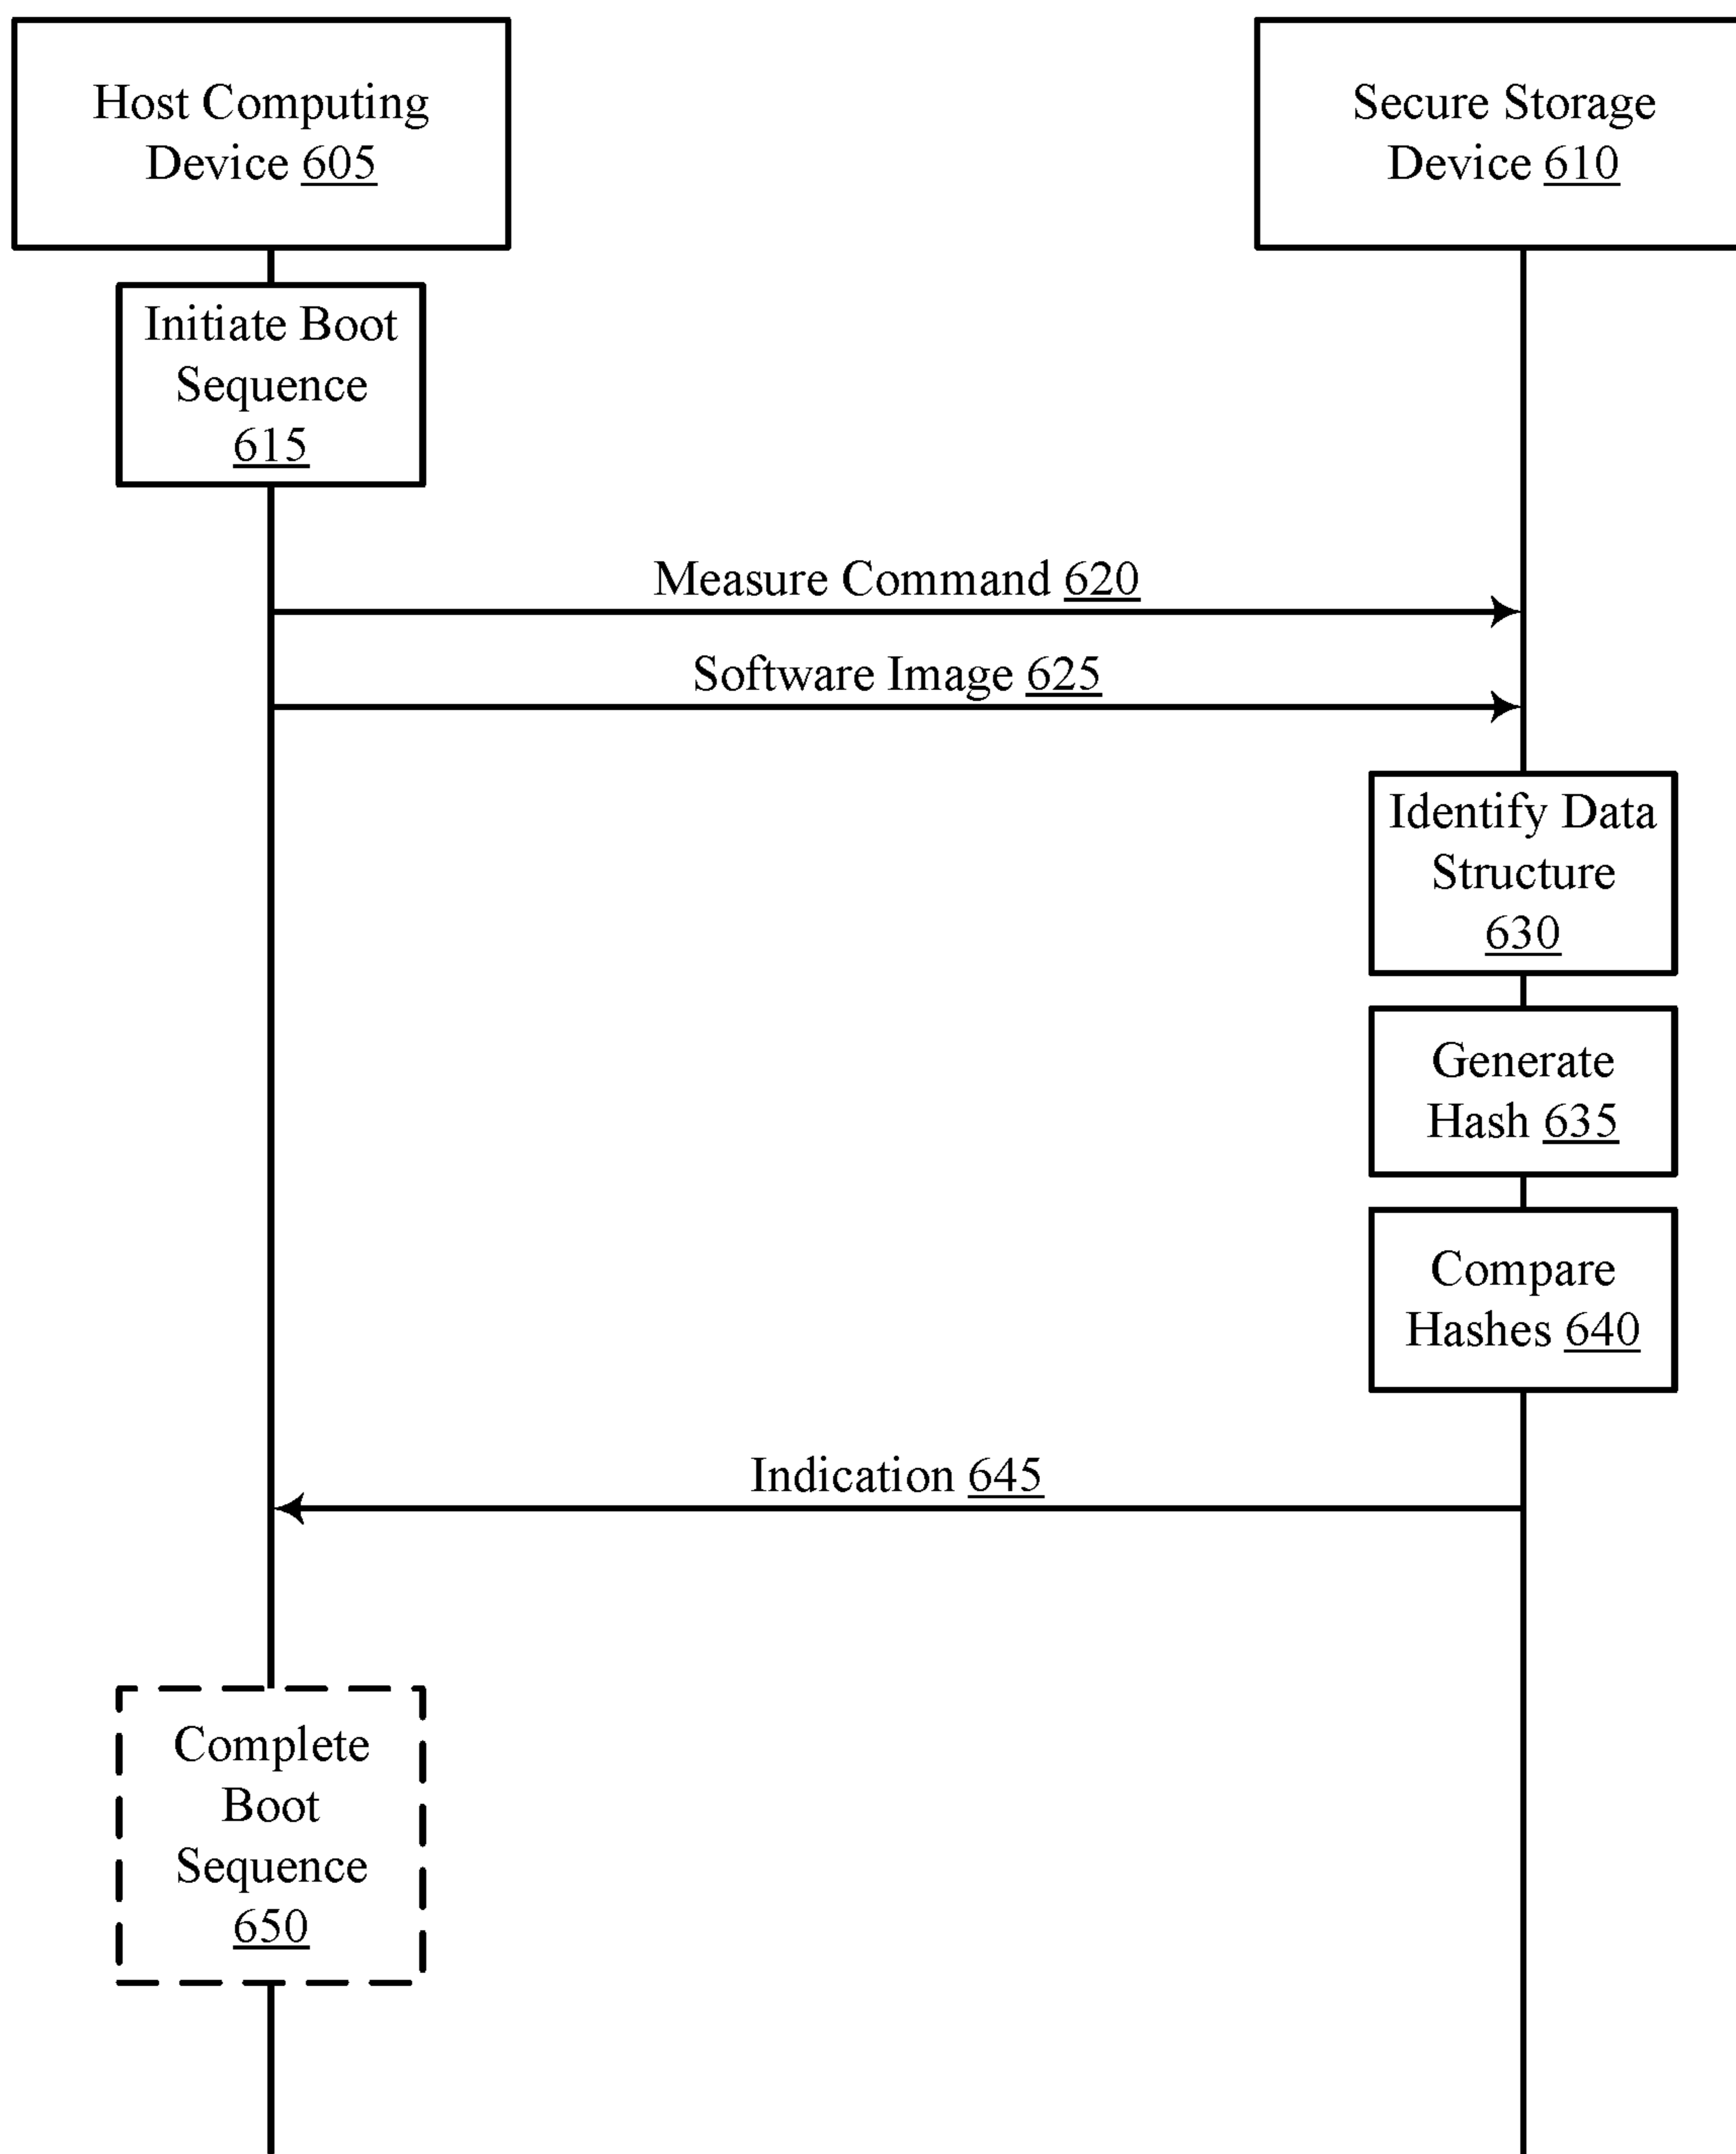 Host Computing
Device 605
Secure Storage
Device 610
Initiate Boot
Sequence
615
Measure Command 620
Software Image 625
Identify Data
Structure
630
Generate
Hash 635
Compare
Hashes 640
Indication 645
Complete
Boot
Sequence
650